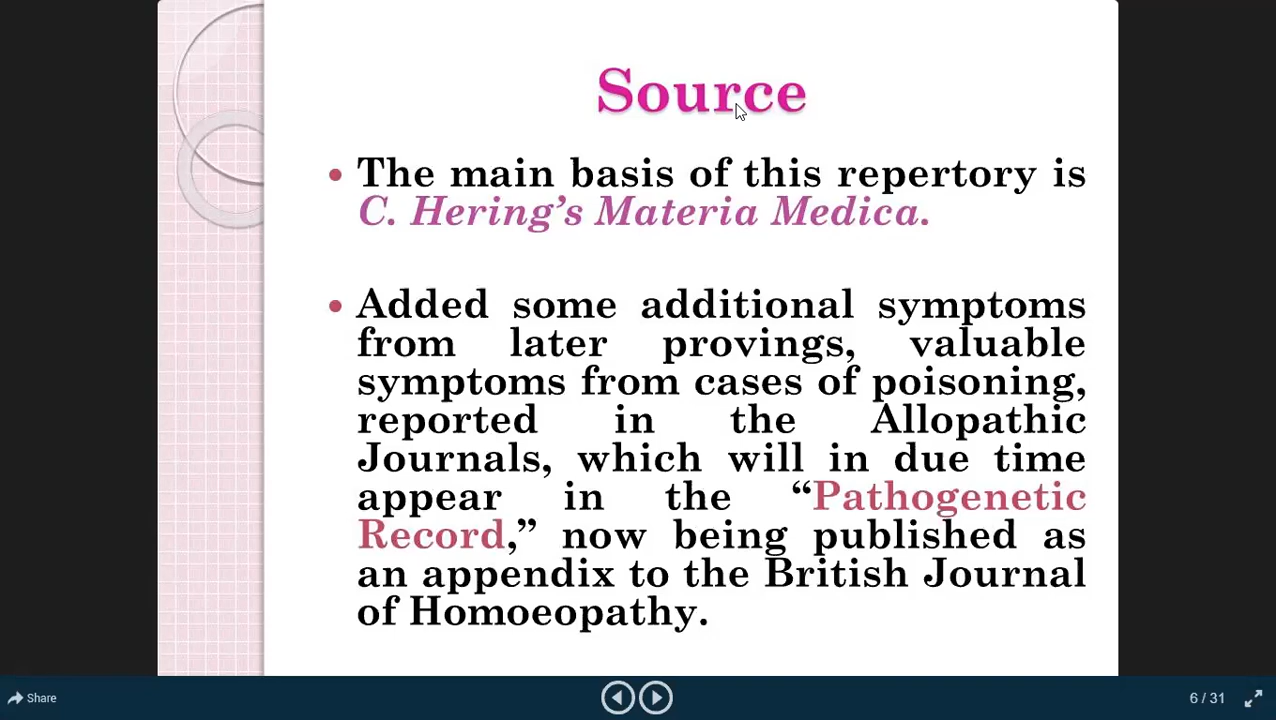 Source
• The main basis of this repertory is
C. Hering’s Materia Medica.
• Added some additional symptoms
from later provings, valuable
symptoms from cases of poisoning,
reported in the Allopathic
Journals, which will in due time
appear in the “Pathogenetic
Record,” now being published as
an appendix to the British Journal
of Homoeopathy.
Share
6 / 31